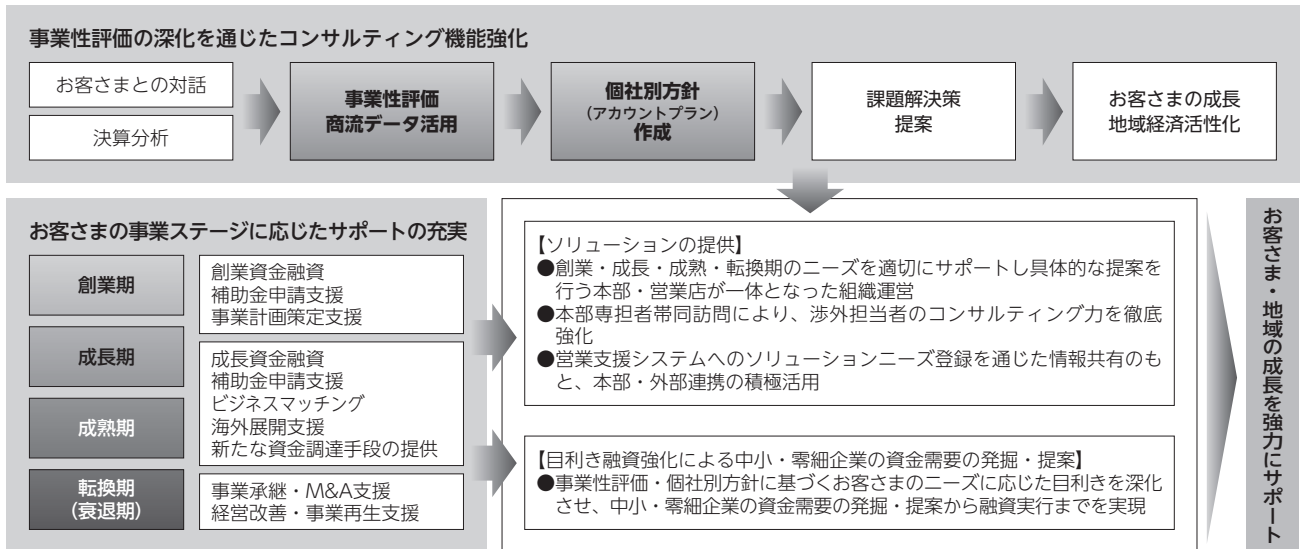 事業性評価の深化を通じたコンサルティング機能強化
お客さまとの対話
決算分析
事業性評価
商流データ活用
個社別方針
(アカウントプラン)
作成
課題解決策
提案
お客さまの成長
地域経済活性化
お客さまの事業ステージに応じたサポートの充実
創業期
創業資金融資
補助金申請支援
事業計画策定支援
成長期
成熟期
成長資金融資
補助金申請支援
ビジネスマッチング
海外展開支援
新たな資金調達手段の提供
転換期
(衰退期)
事業承継・M&A支援
経営改善・事業再生支援
【ソリューションの提供】
●創業・成長・成熟・転換期のニーズを適切にサポートし具体的な提案を
行う本部・営業店が一体となった組織運営
●本部専担者帯同訪問により、渉外担当者のコンサルティング力を徹底
強化
●営業支援システムへのソリューションニーズ登録を通じた情報共有のも
と、本部・外部連携の積極活用
【目利き融資強化による中小・零細企業の資金需要の発掘・提案】
●事業性評価・個社別方針に基づくお客さまのニーズに応じた目利きを深化
させ、中小・零細企業の資金需要の発掘・提案から融資実行までを実現
お客さま・地域の成長を強力にサポート